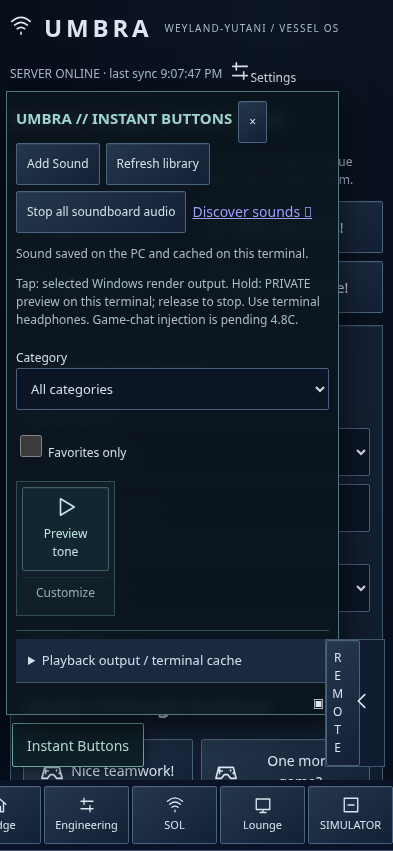 UMBRA WEYLAND-YUTANI / VESSEL OS
SERVER ONLINE · last sync 9:07:47 PM Settings
UMBRA // INSTANT BUTTONS ×
Add Sound Refresh library
Stop all soundboard audio Discover sounds
Sound saved on the PC and cached on this terminal.
Tap: selected Windows render output. Hold: PRIVATE
preview on this terminal; release to stop. Use terminal
headphones. Game-chat injection is pending 4.8C.
Category
All categories
Favorites only
Preview
tone
Customize
▶ Playback output / terminal cache
REMOTE
Instant Buttons
Nice teamwork!
One more
game?
Engineering
SOL
Lounge
SIMULATOR